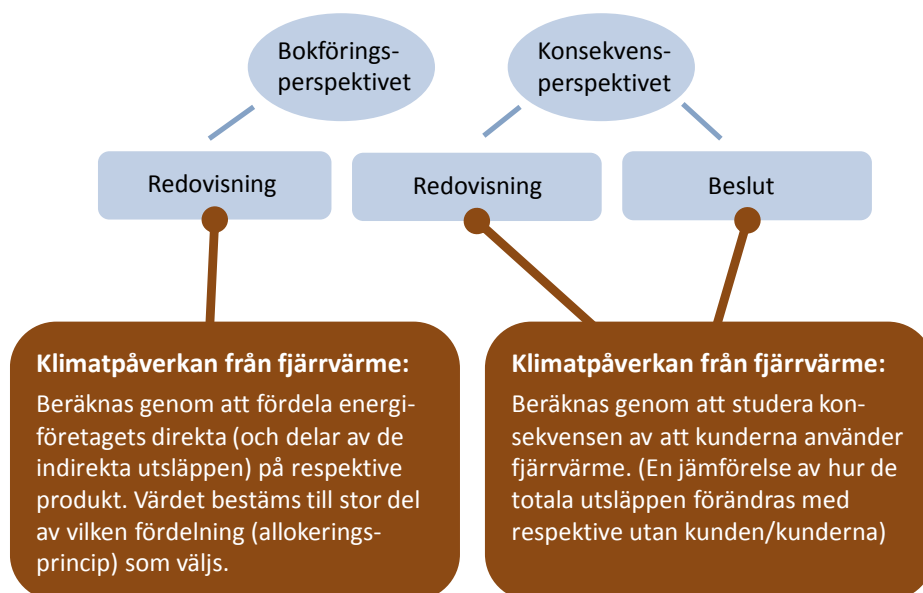 Bokförings-
perspektivet
Konsekvens-
perspektivet
Redovisning
Redovisning
Beslut
Klimatpåverkan från fjärrvärme:
Beräknas genom att fördela energi-
företagets direkta (och delar av de
indirekta utsläppen) på respektive
produkt. Värdet bestäms till stor del
av vilken fördelning (allokerings-
princip) som väljs.
Klimatpåverkan från fjärrvärme:
Beräknas genom att studera kon-
sekvensen av att kunderna använder
fjärrvärme. (En jämförelse av hur de
totala utsläppen förändras med
respektive utan kunden/kunderna)